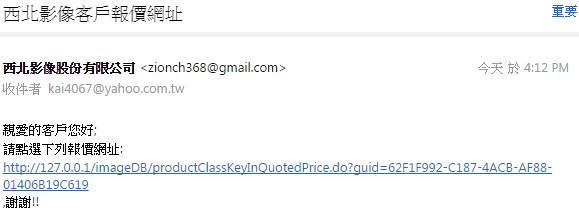 西北影像客戶報價網址
重要
西北影像股份有限公司 <zionch368@gmail.com>
今天 於 4:12 PM
收件者 kai4067@yahoo.com.tw
親愛的客戶您好;
請點選下列報價網址:
http://127.0.0.1/imageDB/productClassKeyInQuotedPrice.do?guid=62F1F992-C187-4ACB-AF88-
01406B19C619
,謝謝!!